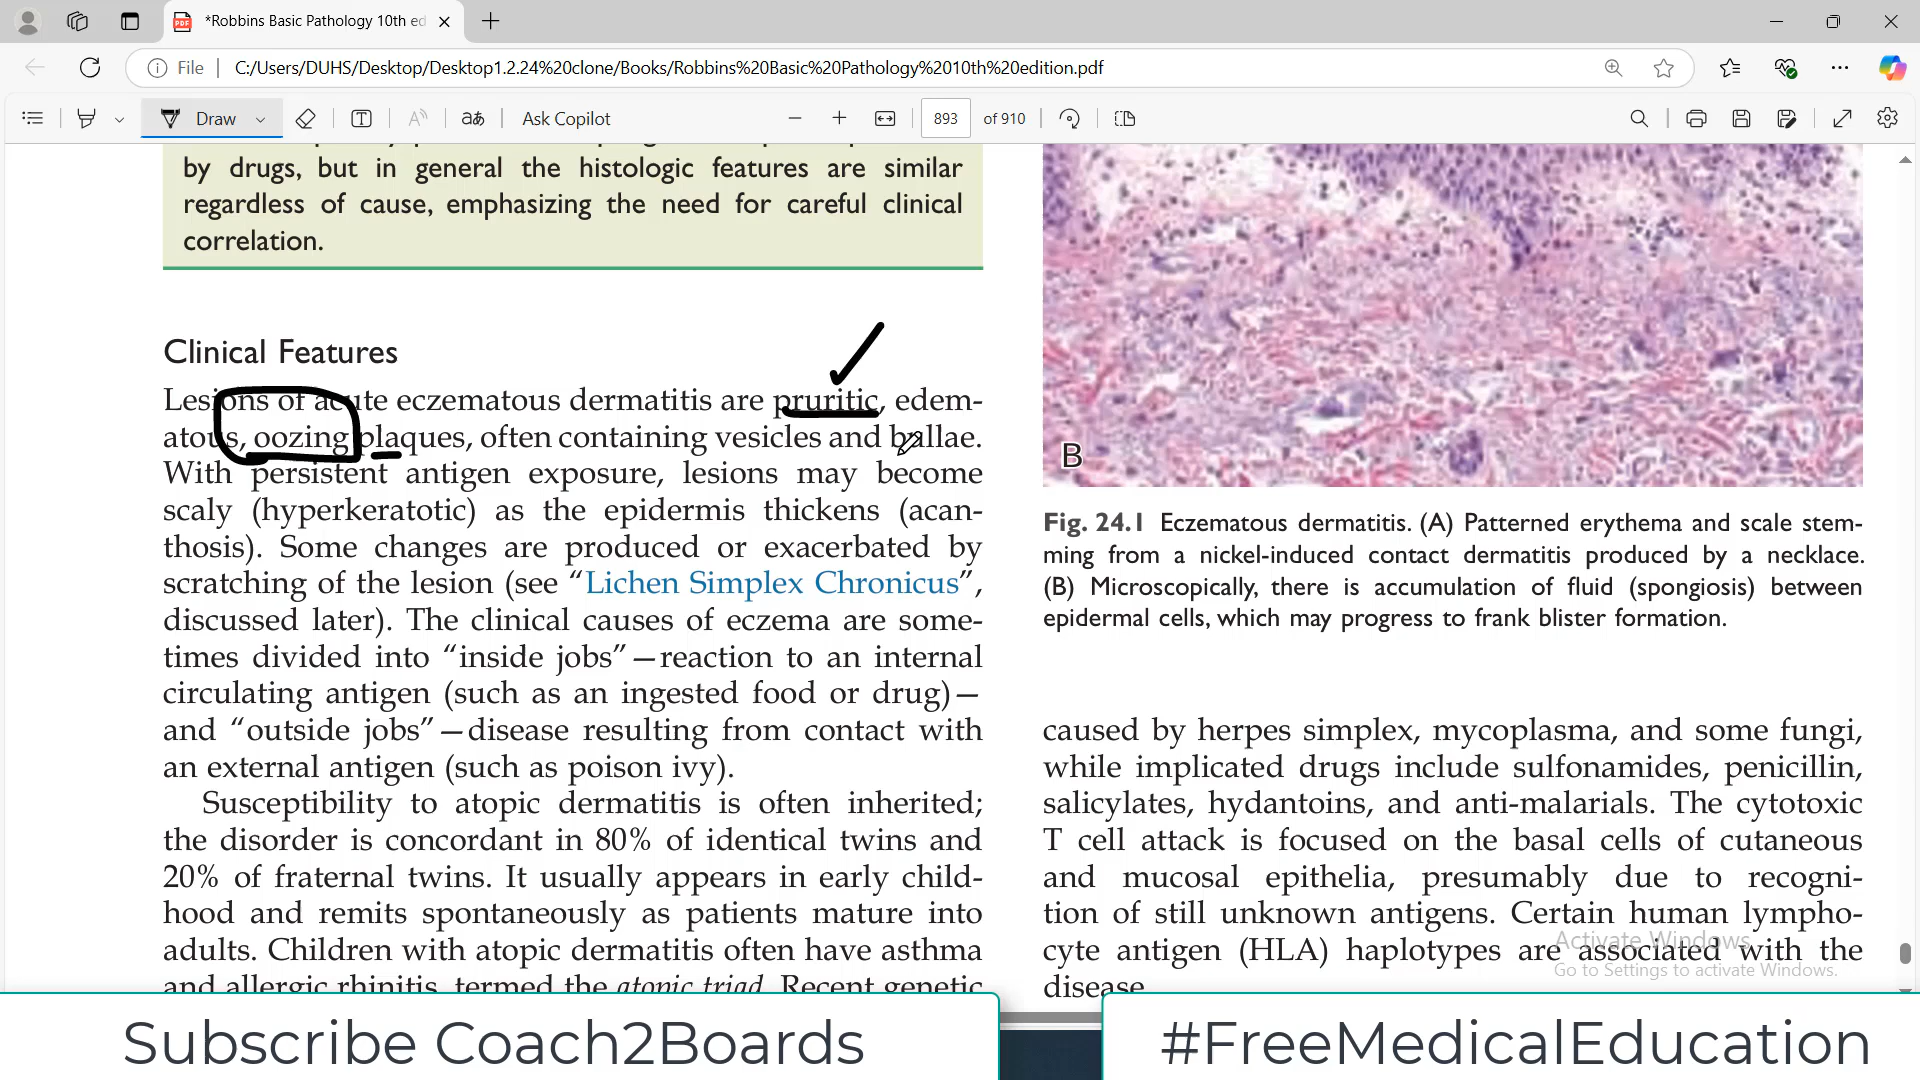 *Robbins Basic Pathology 10th ed
File
C:/Users/DUHS/Desktop/Desktop1.2.24%20clone/Books/Robbins%20Basic%20Pathology%2010th%20edition.pdf
Draw
Ask Copilot
893 of 910
by drugs, but in general the histologic features are similar
regardless of cause, emphasizing the need for careful clinical
correlation.
Clinical Features
Lesions of acute eczematous dermatitis are pruritic, edem-
atous, oozing plaques, often containing vesicles and bullae.
With persistent antigen exposure, lesions may become
scaly (hyperkeratotic) as the epidermis thickens (acan-
thosis). Some changes are produced or exacerbated by
scratching of the lesion (see “Lichen Simplex Chronicus”,
discussed later). The clinical causes of eczema are some-
times divided into “inside jobs”—reaction to an internal
circulating antigen (such as an ingested food or drug)—
and “outside jobs”—disease resulting from contact with
an external antigen (such as poison ivy).
Susceptibility to atopic dermatitis is often inherited;
the disorder is concordant in 80% of identical twins and
20% of fraternal twins. It usually appears in early child-
hood and remits spontaneously as patients mature into
adults. Children with atopic dermatitis often have asthma
and allergic rhinitis, termed the atopic triad. Recent genetic
B
Fig. 24.1 Eczematous dermatitis. (A) Patterned erythema and scale stem-
ming from a nickel-induced contact dermatitis produced by a necklace.
(B) Microscopically, there is accumulation of fluid (spongiosis) between
epidermal cells, which may progress to frank blister formation.
caused by herpes simplex, mycoplasma, and some fungi,
while implicated drugs include sulfonamides, penicillin,
salicylates, hydantoins, and anti-malarials. The cytotoxic
T cell attack is focused on the basal cells of cutaneous
and mucosal epithelia, presumably due to recogni-
tion of still unknown antigens. Certain human lympho-
cyte antigen (HLA) haplotypes are associated with the
disease
Activate Windows
Go to Settings to activate Windows.
Subscribe Coach2Boards
#FreeMedicalEducation